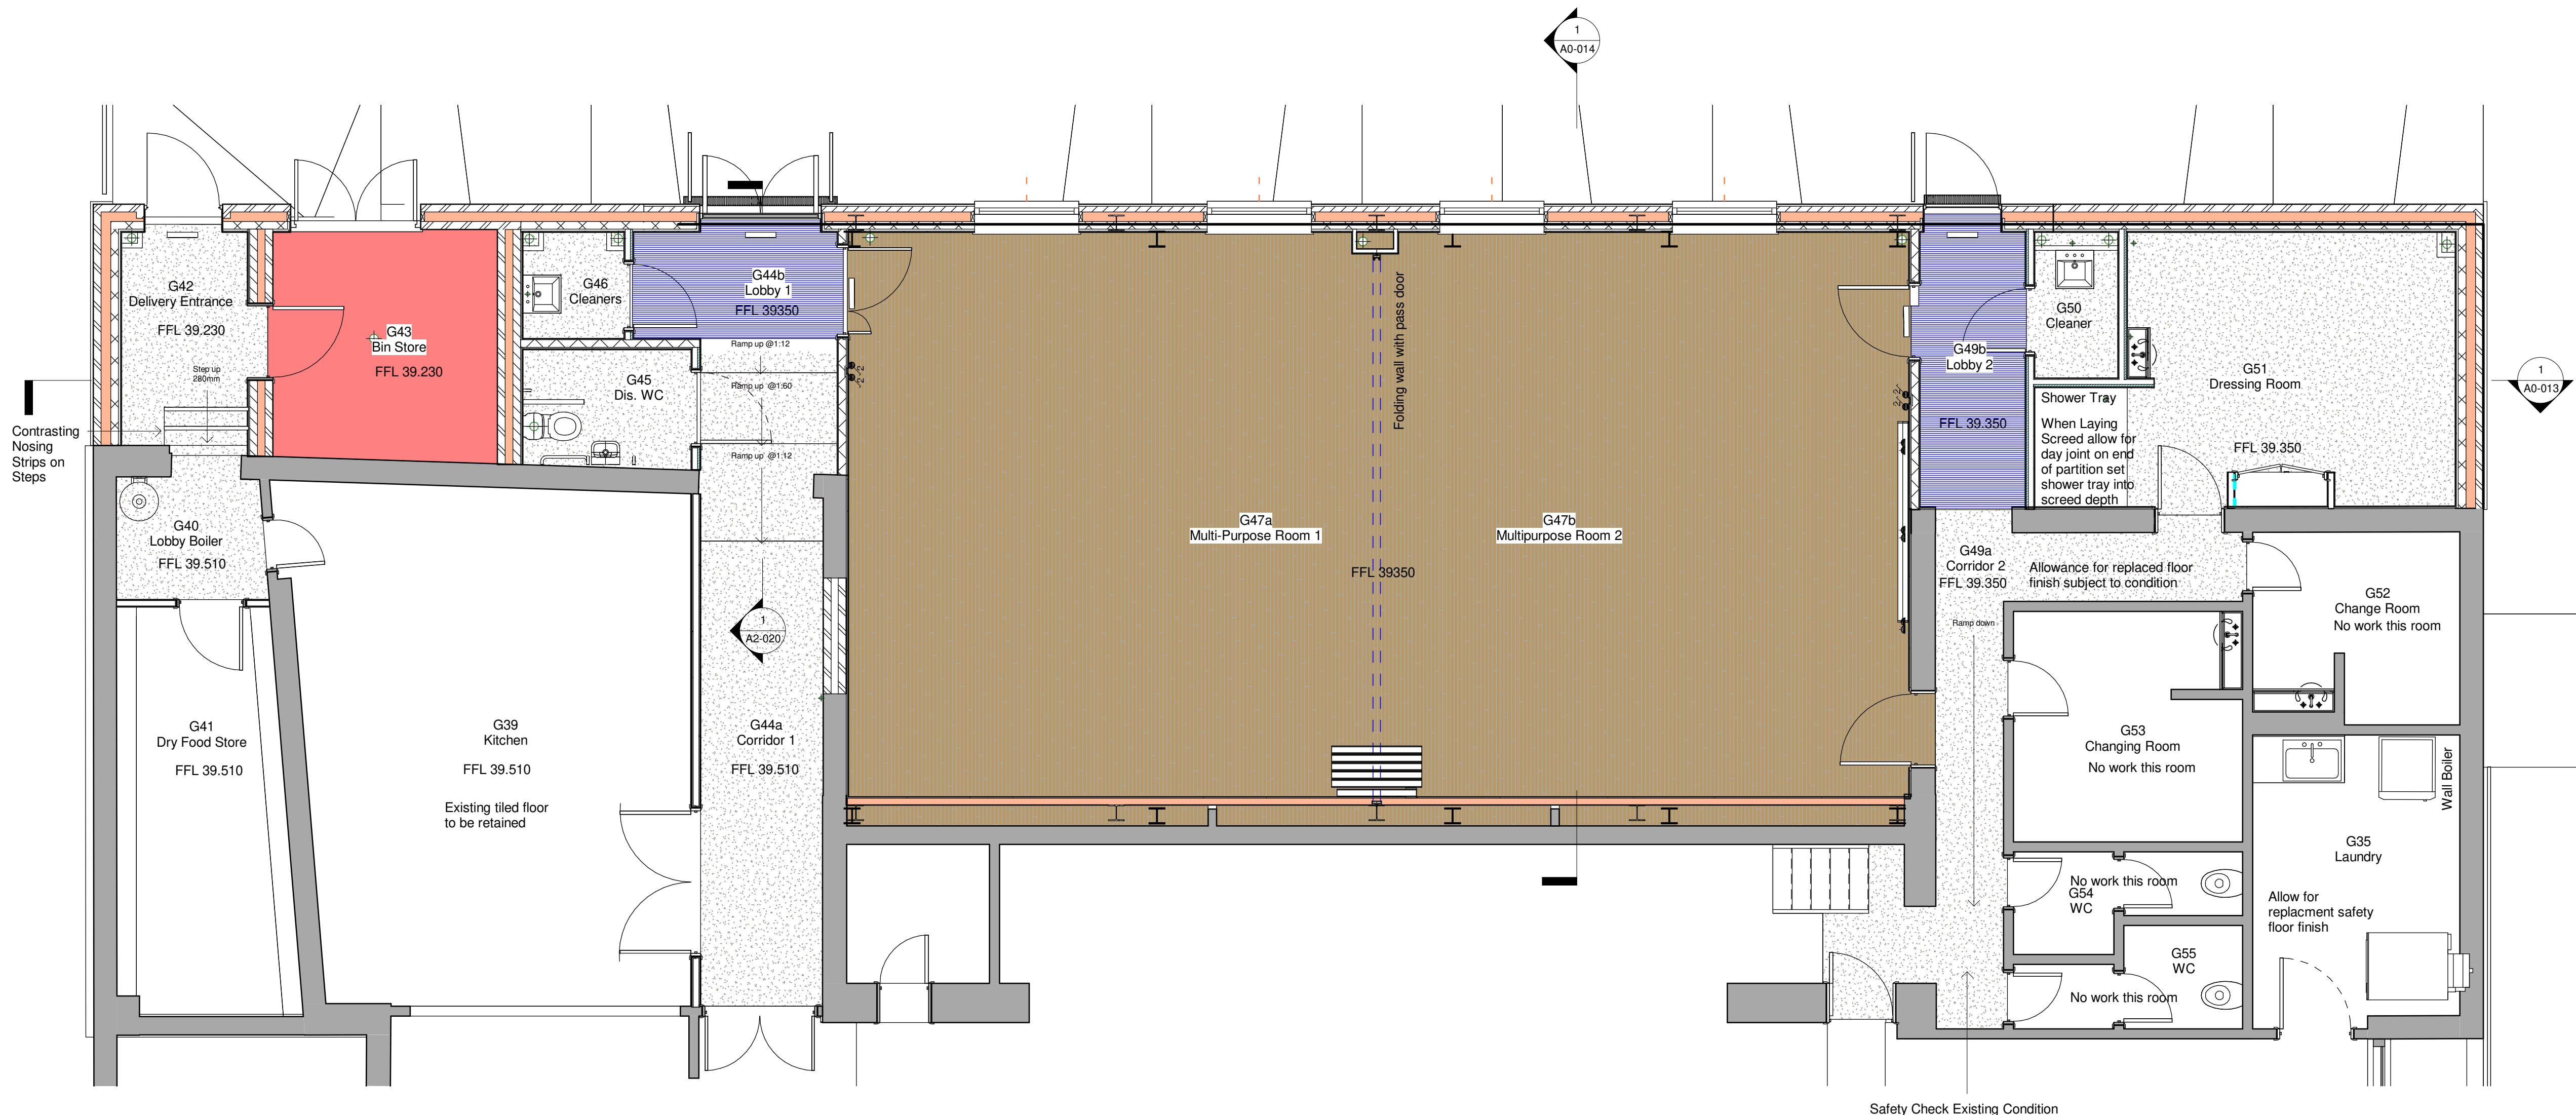 1
A0-014
G42
Delivery Entrance
FFL 39.230
Step up
280mm
Contrasting
Nosing
Strips on
Steps
G43
Bin Store
FFL 39.230
G46
Cleaners
G44b
Lobby 1
FFL 39350
Ramp up @1:12
Ramp up @1:60
Ramp up @1:12
G45
Dis. WC
G40
Lobby Boiler
FFL 39.510
G41
Dry Food Store
FFL 39.510
G39
Kitchen
FFL 39.510
Existing tiled floor
to be retained
1
A2-020
G44a
Corridor 1
FFL 39.510
G47a
Multi-Purpose Room 1
Folding wall with pass door
FFL 39350
G47b
Multipurpose Room 2
G49b
Lobby 2
FFL 39.350
G50
Cleaner
Shower Tray
When Laying
Screed allow for
day joint on end
of partition set
shower tray into
screed depth
G51
Dressing Room
FFL 39.350
1
A0-013
G49a
Corridor 2
FFL 39.350
Allowance for replaced floor
finish subject to condition
Ramp down
G52
Change Room
No work this room
G53
Changing Room
No work this room
Wall Boiler
G35
Laundry
Allow for
replacment safety
floor finish
No work this room
G54
WC
G55
WC
No work this room
Safety Check Existing Condition